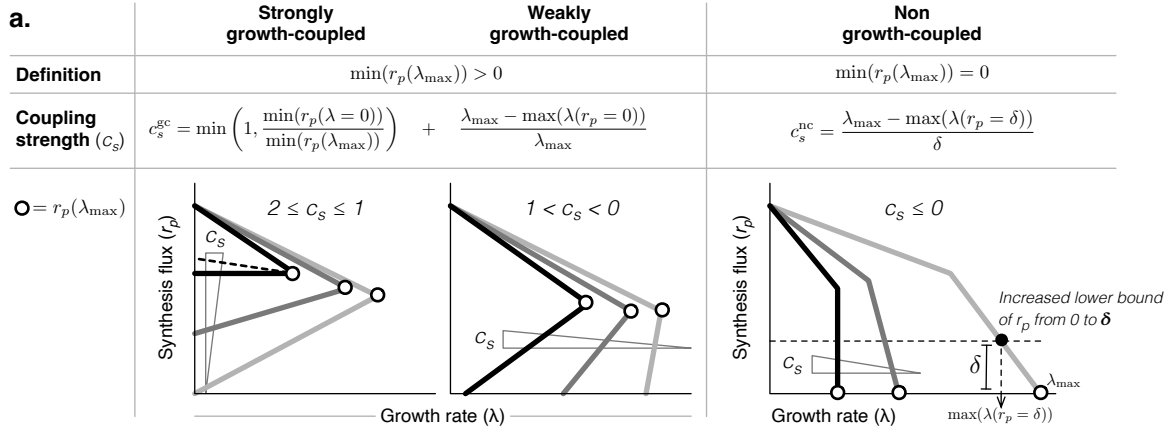 a.
Strongly
growth-coupled
Weakly
growth-coupled
Non
growth-coupled
Definition
min(r_p(λ_max)) > 0
min(r_p(λ_max)) = 0
Coupling
strength (C_S)
c_s^gc = min (1, min(r_p(λ = 0)) / min(r_p(λ_max))) + (λ_max − max(λ(r_p = 0))) / λ_max
c_s^nc = (λ_max − max(λ(r_p = δ))) / δ
= r_p(λ_max)
Synthesis flux (r_p)
2 ≤ c_s ≤ 1
C_S
1 < c_s < 0
C_S
Growth rate (λ)
Synthesis flux (r_p)
c_s ≤ 0
Increased lower bound
of r_p from 0 to δ
C_S
δ
λ_max
Growth rate (λ)
max(λ(r_p = δ))